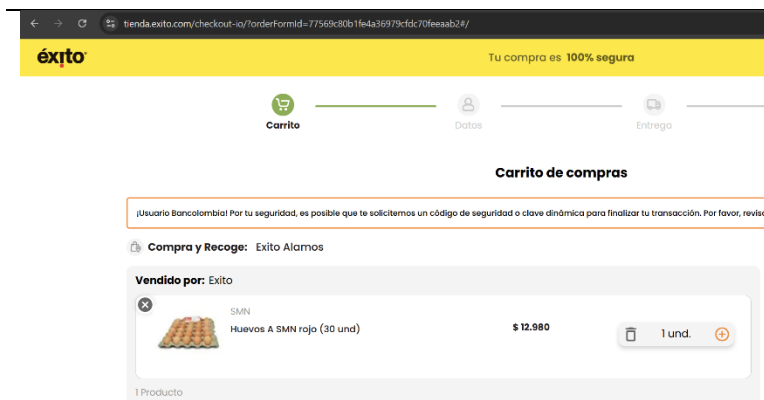 tienda.exito.com/checkout-io/?orderFormId=77569c80b1fe4a36979cfdc70feeaab2#/
éxito
Tu compra es 100% segura
Carrito
Datos
Entrega
Carrito de compras
¡Usuario Bancolombia! Por tu seguridad, es posible que te solicitemos un código de seguridad o clave dinámica para finalizar tu transacción. Por favor, revisa
Compra y Recoge: Exito Alamos
Vendido por: Exito
SMN
Huevos A SMN rojo (30 und)
$ 12.980
1 und.
1 Producto